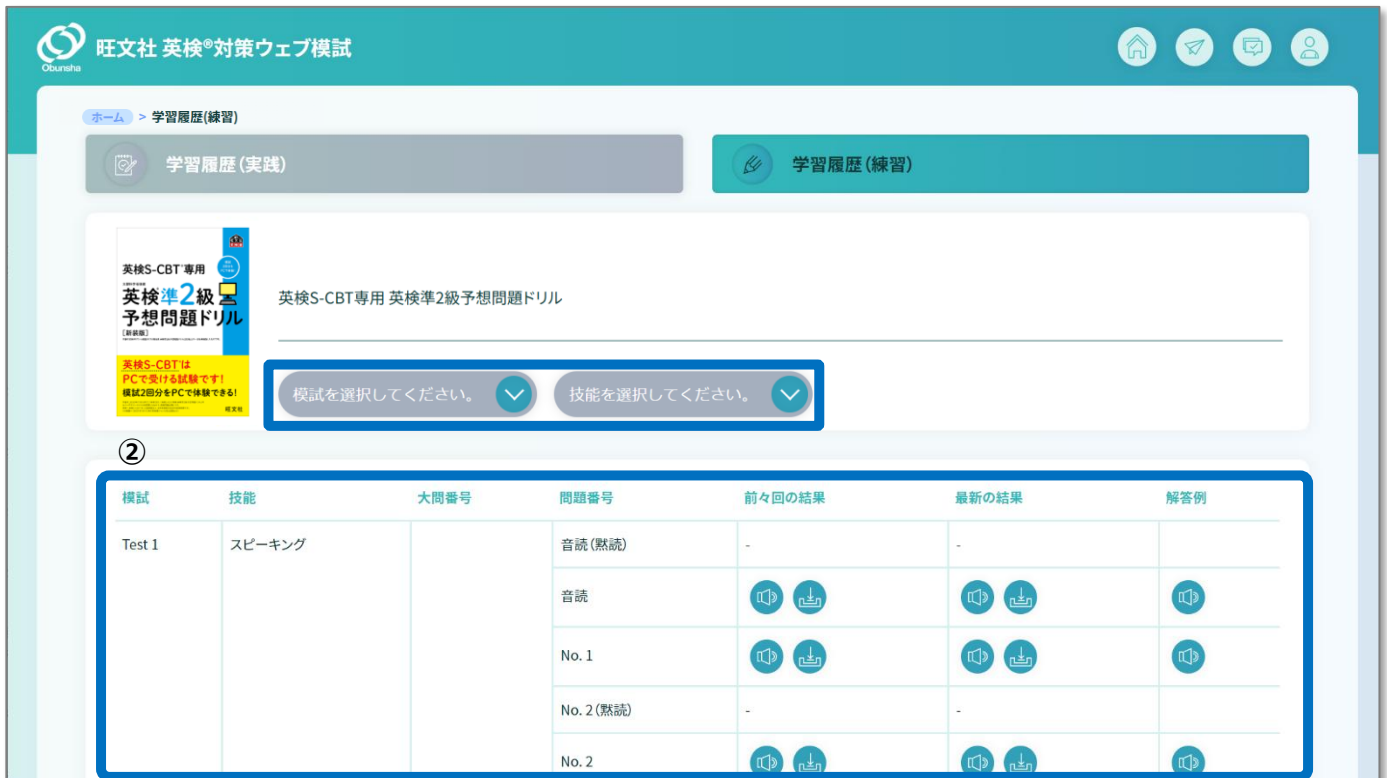 Obunsha
旺文社 英検®対策ウェブ模試
ホーム > 学習履歴(練習)
学習履歴(実践)
学習履歴(練習)
英検S-CBT専用
英検準2級
予想問題ドリル
[新装版]
英検S-CBTは
PCで受ける試験です!
模試2回分をPCで体験できる!
旺文社
英検S-CBT専用 英検準2級予想問題ドリル
模試を選択してください。
技能を選択してください。
②
模試 技能 大問番号 問題番号 前々回の結果 最新の結果 解答例
Test 1 スピーキング 音読(黙読) - -
音読
No. 1
No. 2(黙読) - -
No. 2